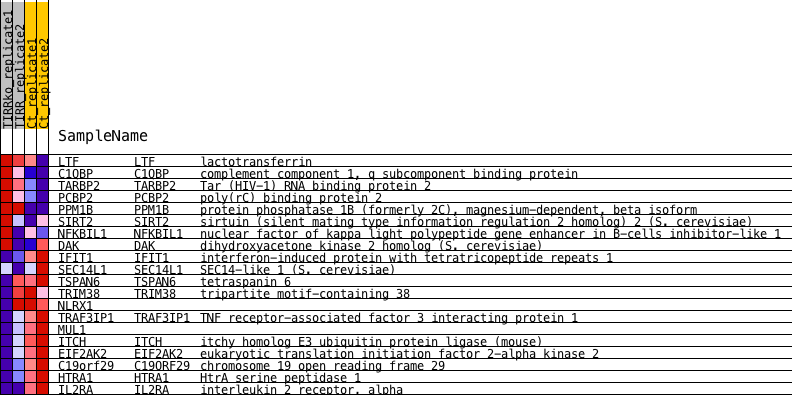 TIRRko_replicate1
TIRR_replicate2
Ct_replicate1
Ct_replicate2
SampleName
LTF LTF lactotransferrin
C1QBP C1QBP complement component 1, q subcomponent binding protein
TARBP2 TARBP2 Tar (HIV-1) RNA binding protein 2
PCBP2 PCBP2 poly(rC) binding protein 2
PPM1B PPM1B protein phosphatase 1B (formerly 2C), magnesium-dependent, beta isoform
SIRT2 SIRT2 sirtuin (silent mating type information regulation 2 homolog) 2 (S. cerevisiae)
NFKBIL1 NFKBIL1 nuclear factor of kappa light polypeptide gene enhancer in B-cells inhibitor-like 1
DAK DAK dihydroxyacetone kinase 2 homolog (S. cerevisiae)
IFIT1 IFIT1 interferon-induced protein with tetratricopeptide repeats 1
SEC14L1 SEC14L1 SEC14-like 1 (S. cerevisiae)
TSPAN6 TSPAN6 tetraspanin 6
TRIM38 TRIM38 tripartite motif-containing 38
NLRX1
TRAF3IP1 TRAF3IP1 TNF receptor-associated factor 3 interacting protein 1
MUL1
ITCH ITCH itchy homolog E3 ubiquitin protein ligase (mouse)
EIF2AK2 EIF2AK2 eukaryotic translation initiation factor 2-alpha kinase 2
C19orf29 C19ORF29 chromosome 19 open reading frame 29
HTRA1 HTRA1 HtrA serine peptidase 1
IL2RA IL2RA interleukin 2 receptor, alpha